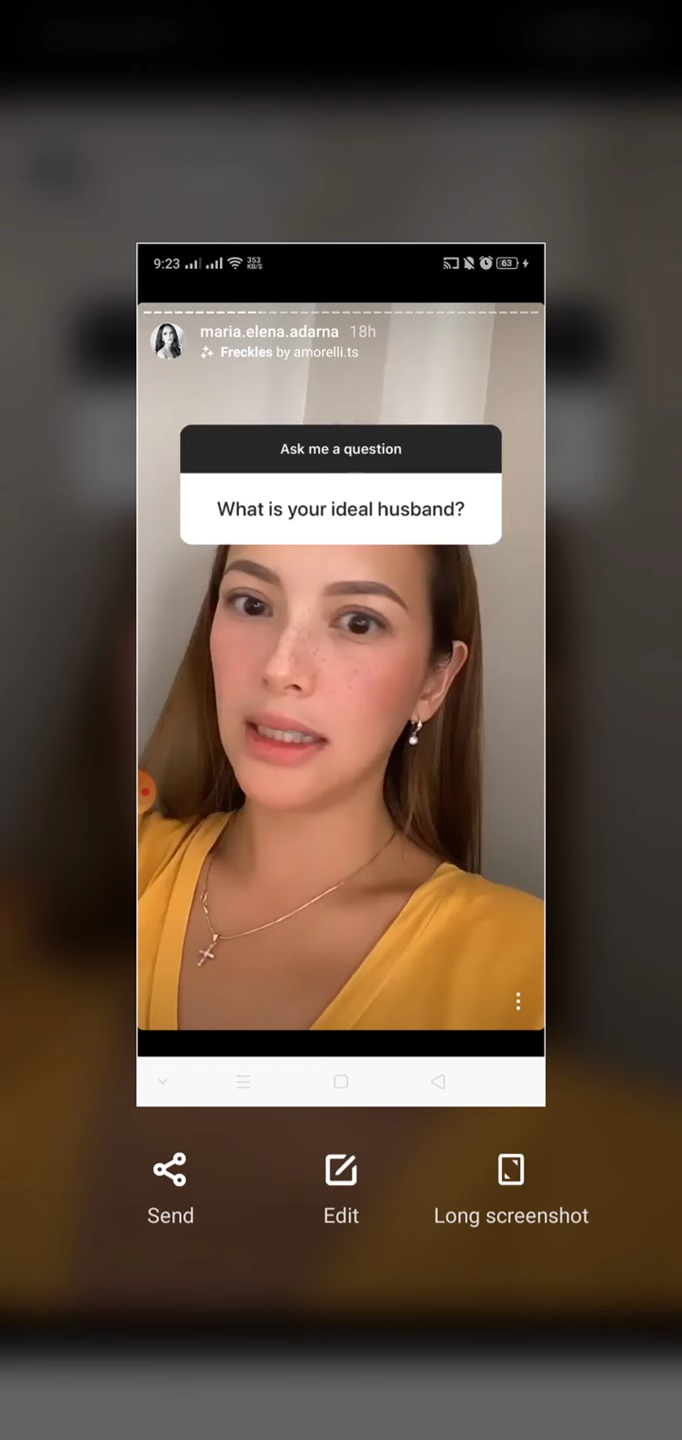 9:23
353
KB/S
63
maria.elena.adarna 18h
Freckles by amorelli.ts
Ask me a question
What is your ideal husband?
Send
Edit
Long screenshot